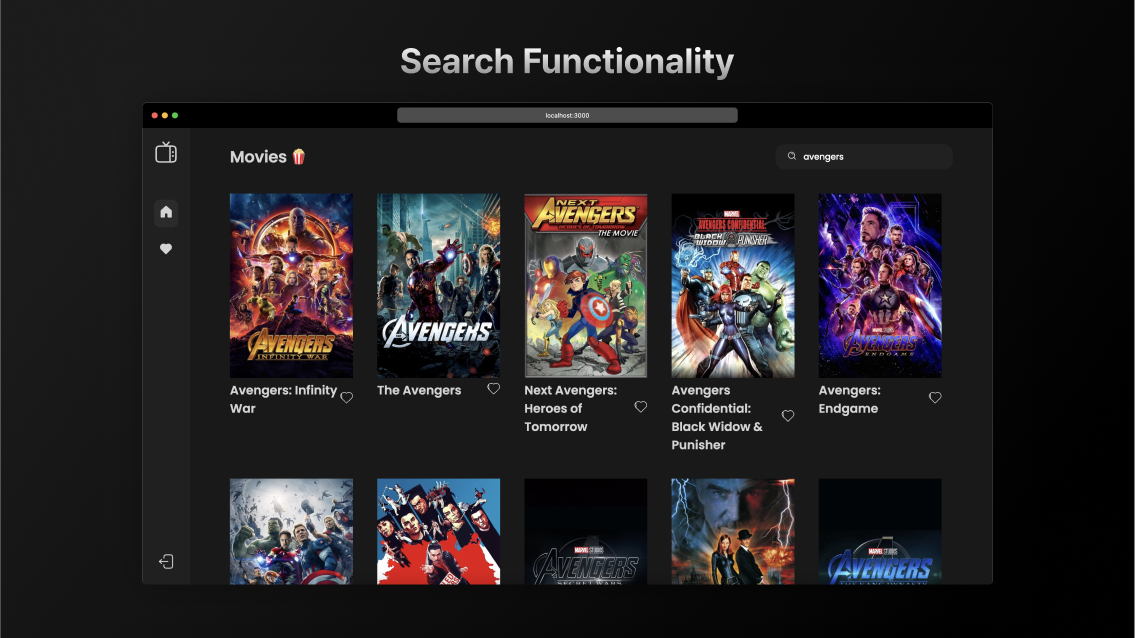 Search Functionality
localhost:3000
Movies 🍿
avengers
AVENGERS
INFINITY WAR
AVENGERS
NEXT
AVENGERS
HEROES OF TOMORROW
THE MOVIE
MARVEL
AVENGERS CONFIDENTIAL
BLACK WIDOW & PUNISHER
MARVEL STUDIOS
AVENGERS
ENDGAME
Avengers: Infinity
War
The Avengers
Next Avengers:
Heroes of
Tomorrow
Avengers
Confidential:
Black Widow &
Punisher
Avengers:
Endgame
MARVEL STUDIOS
AVENGERS
SECRET WARS
MARVEL STUDIOS
AVENGERS